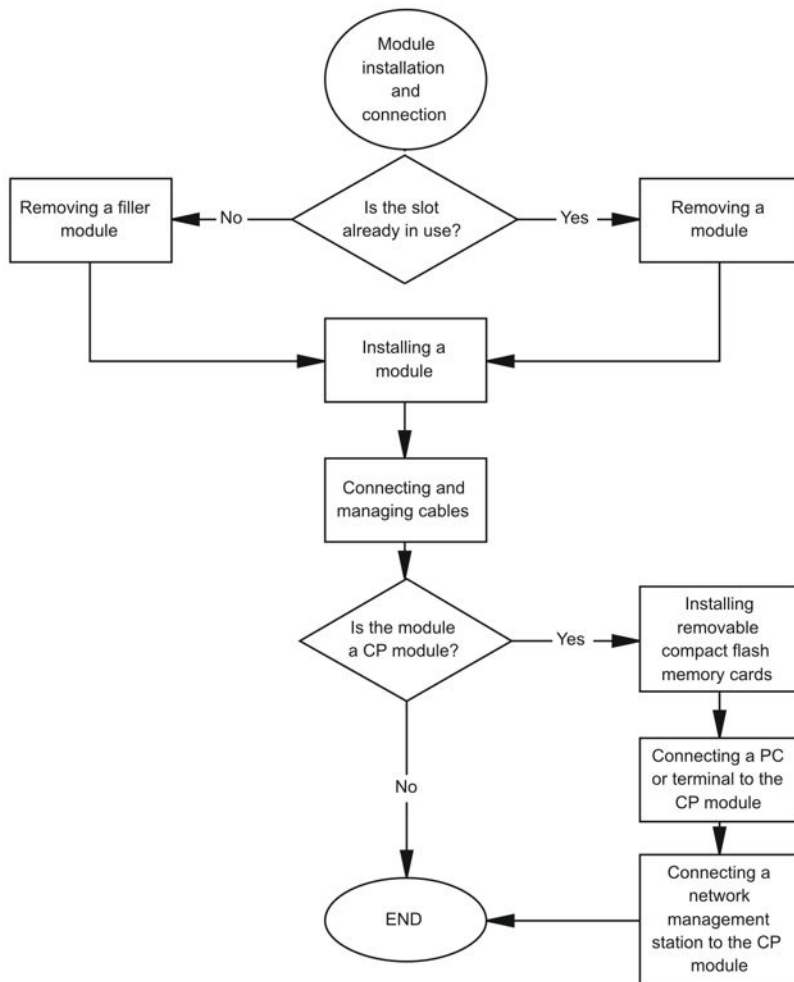 Module
installation
and
connection
Removing a filler
module
No
Is the slot
already in use?
Yes
Removing a
module
Installing a
module
Connecting and
managing cables
Is the module
a CP module?
Yes
Installing
removable
compact flash
memory cards
No
Connecting a PC
or terminal to the
CP module
END
Connecting a
network
management
station to the CP
module